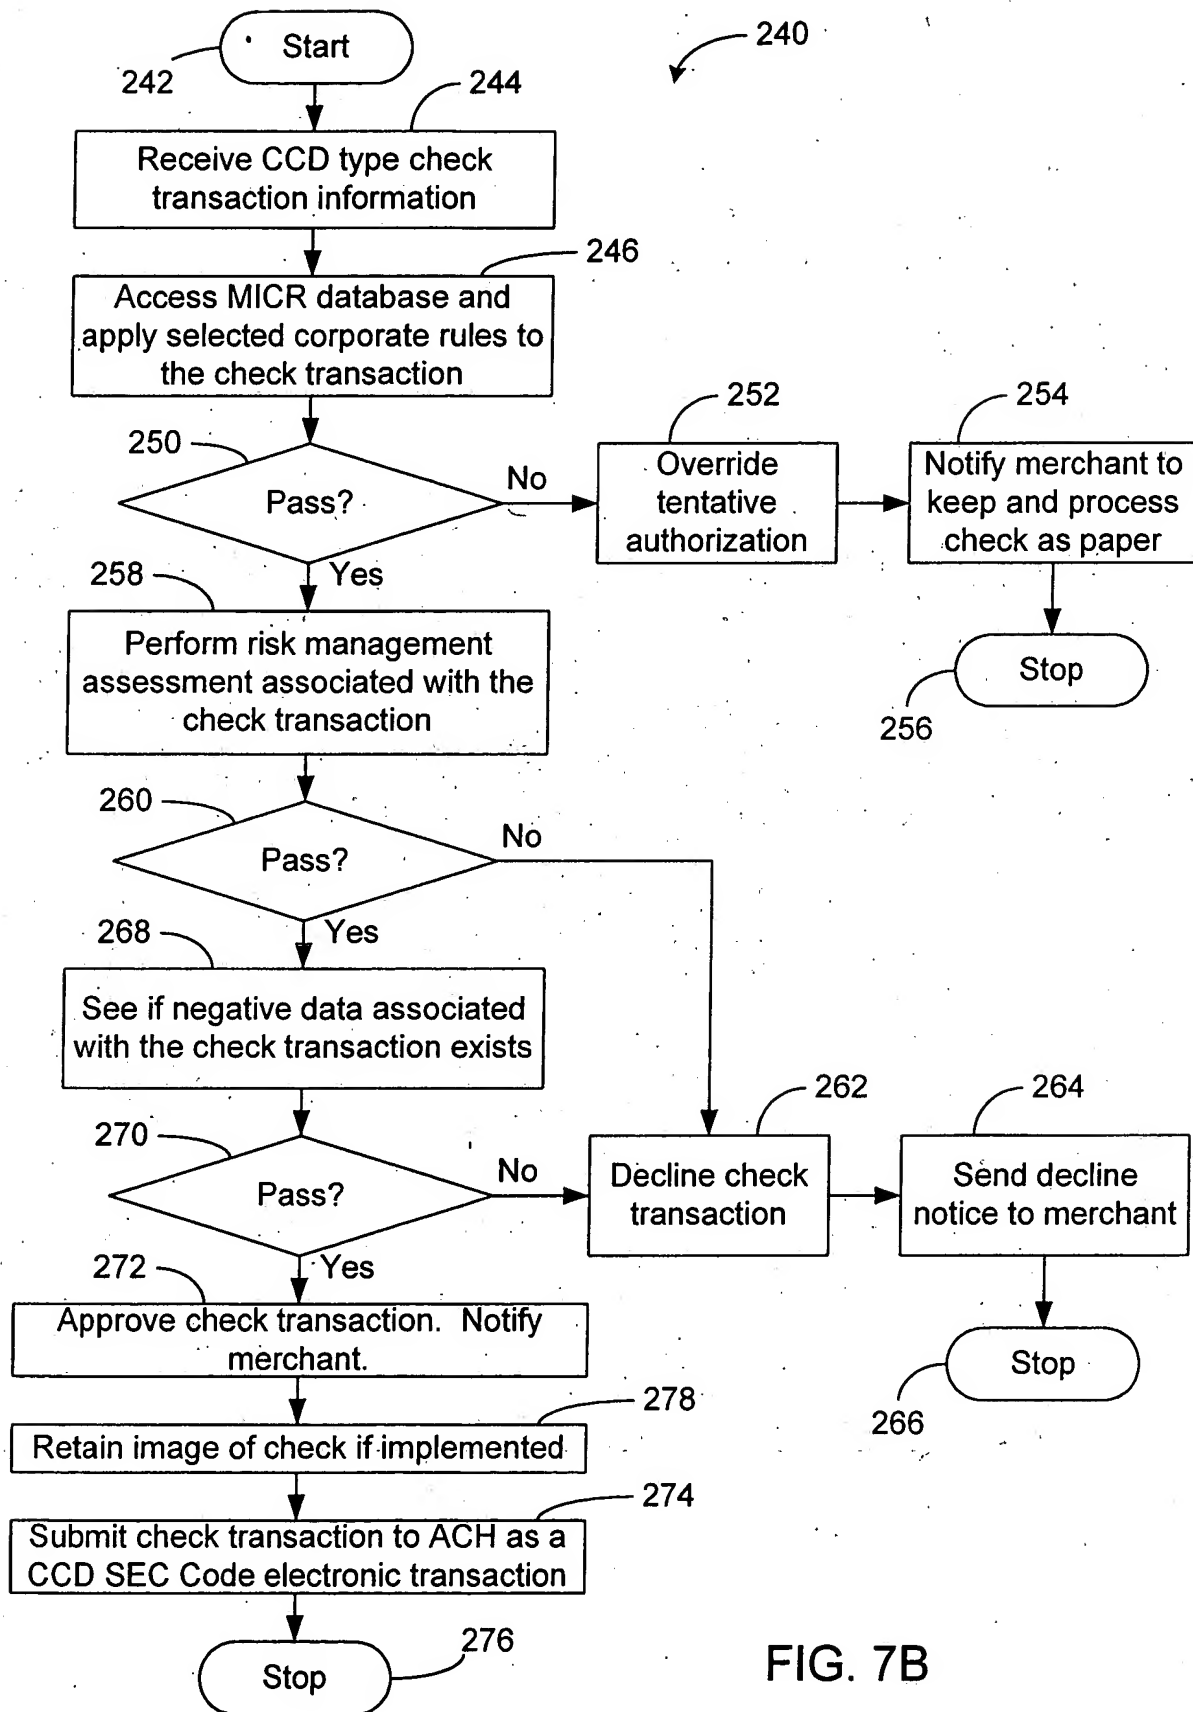 Start
240
242
244
Receive CCD type check
transaction information
246
Access MICR database and
apply selected corporate rules to
the check transaction
250
Pass?
No
252
Override
tentative
authorization
254
Notify merchant to
keep and process
check as paper
Yes
256
Stop
258
Perform risk management
assessment associated with the
check transaction
260
Pass?
No
Yes
268
See if negative data associated
with the check transaction exists
270
Pass?
No
262
Decline check
transaction
264
Send decline
notice to merchant
Yes
266
Stop
272
Approve check transaction. Notify
merchant.
278
Retain image of check if implemented
274
Submit check transaction to ACH as a
CCD SEC Code electronic transaction
276
Stop
FIG. 7B